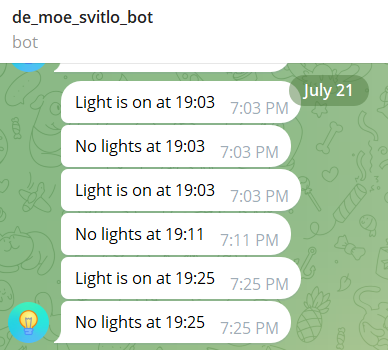 de_moe_svitlo_bot
bot
July 21
Light is on at 19:03 7:03 PM
No lights at 19:03 7:03 PM
Light is on at 19:03 7:03 PM
No lights at 19:11 7:11 PM
Light is on at 19:25 7:25 PM
No lights at 19:25 7:25 PM